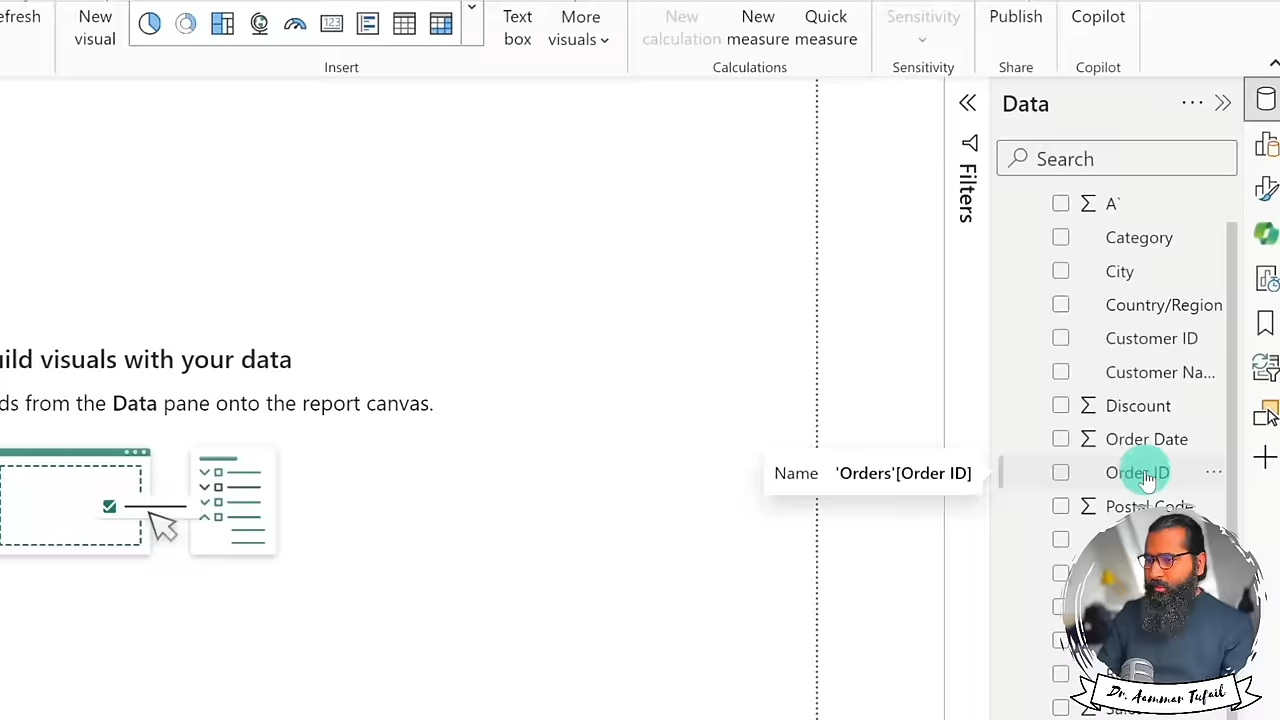 efresh
New
visual
Text
box
More
visuals
New
calculation
New
measure
Quick
measure
Sensitivity
Publish
Copilot
Insert
Calculations
Sensitivity
Share
Copilot
Data
Search
Filters
A`
Category
City
Country/Region
Customer ID
Customer Na...
Discount
Order Date
Order ID
Postal Code
Name 'Orders'[Order ID]
uild visuals with your data
ds from the Data pane onto the report canvas.
123
Dr. Aammar Tufail